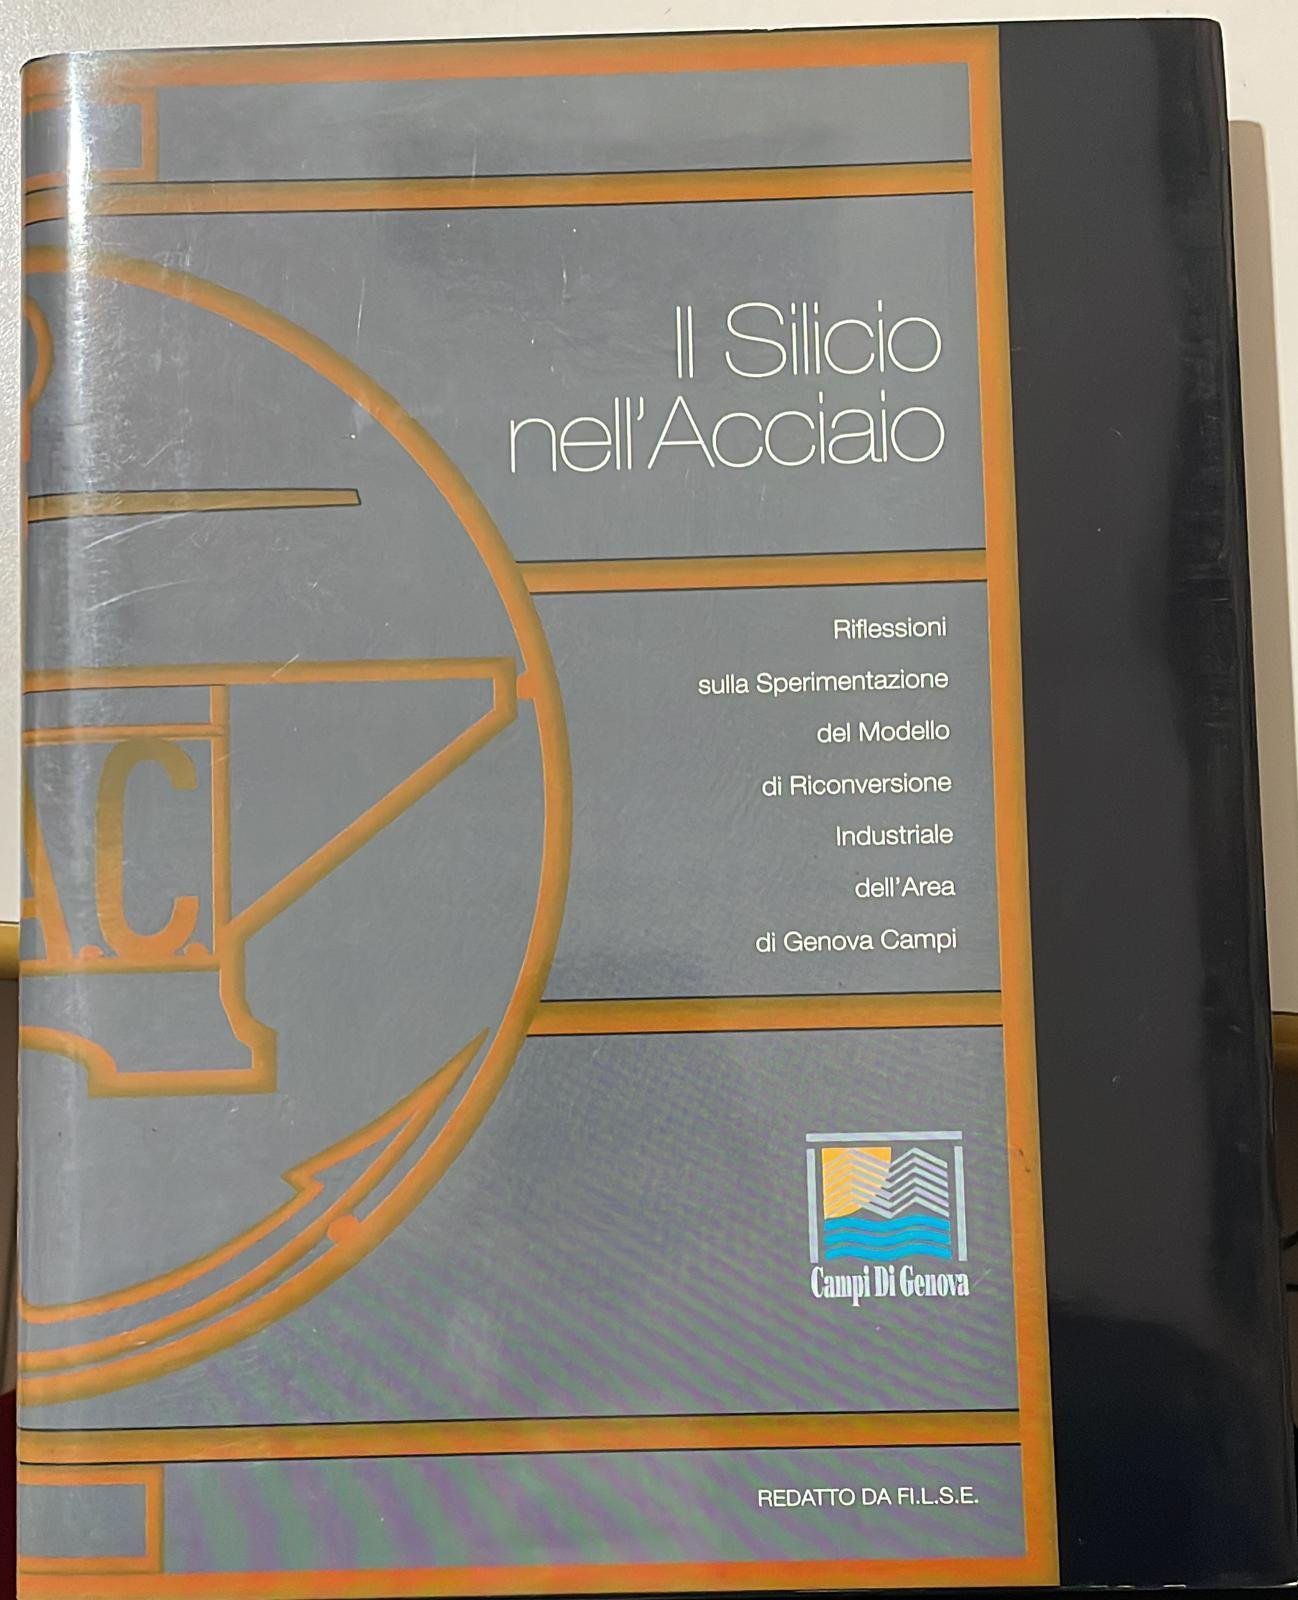 Il Silicio
nell'Acciaio
Riflessioni
sulla Sperimentazione
del Modello
di Riconversione
Industriale
dell'Area
di Genova Campi
A.C.
Campi Di Genova
REDATTO DA FI.L.S.E.